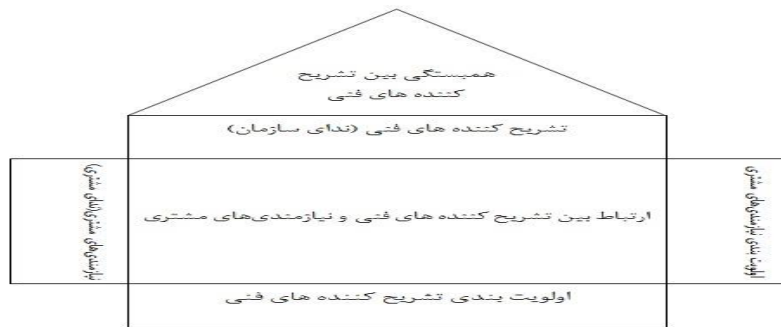 همبستگی بین تشریح
کننده های فنی
تشریح کننده های فنی (ندای سازمان)
اولویت بندی نیازمندی‌های مشتری
ارتباط بین تشریح کننده های فنی و نیازمندی‌های مشتری
نیازمندی‌های مشتری(ندای مشتری)
اولویت بندی تشریح کننده های فنی